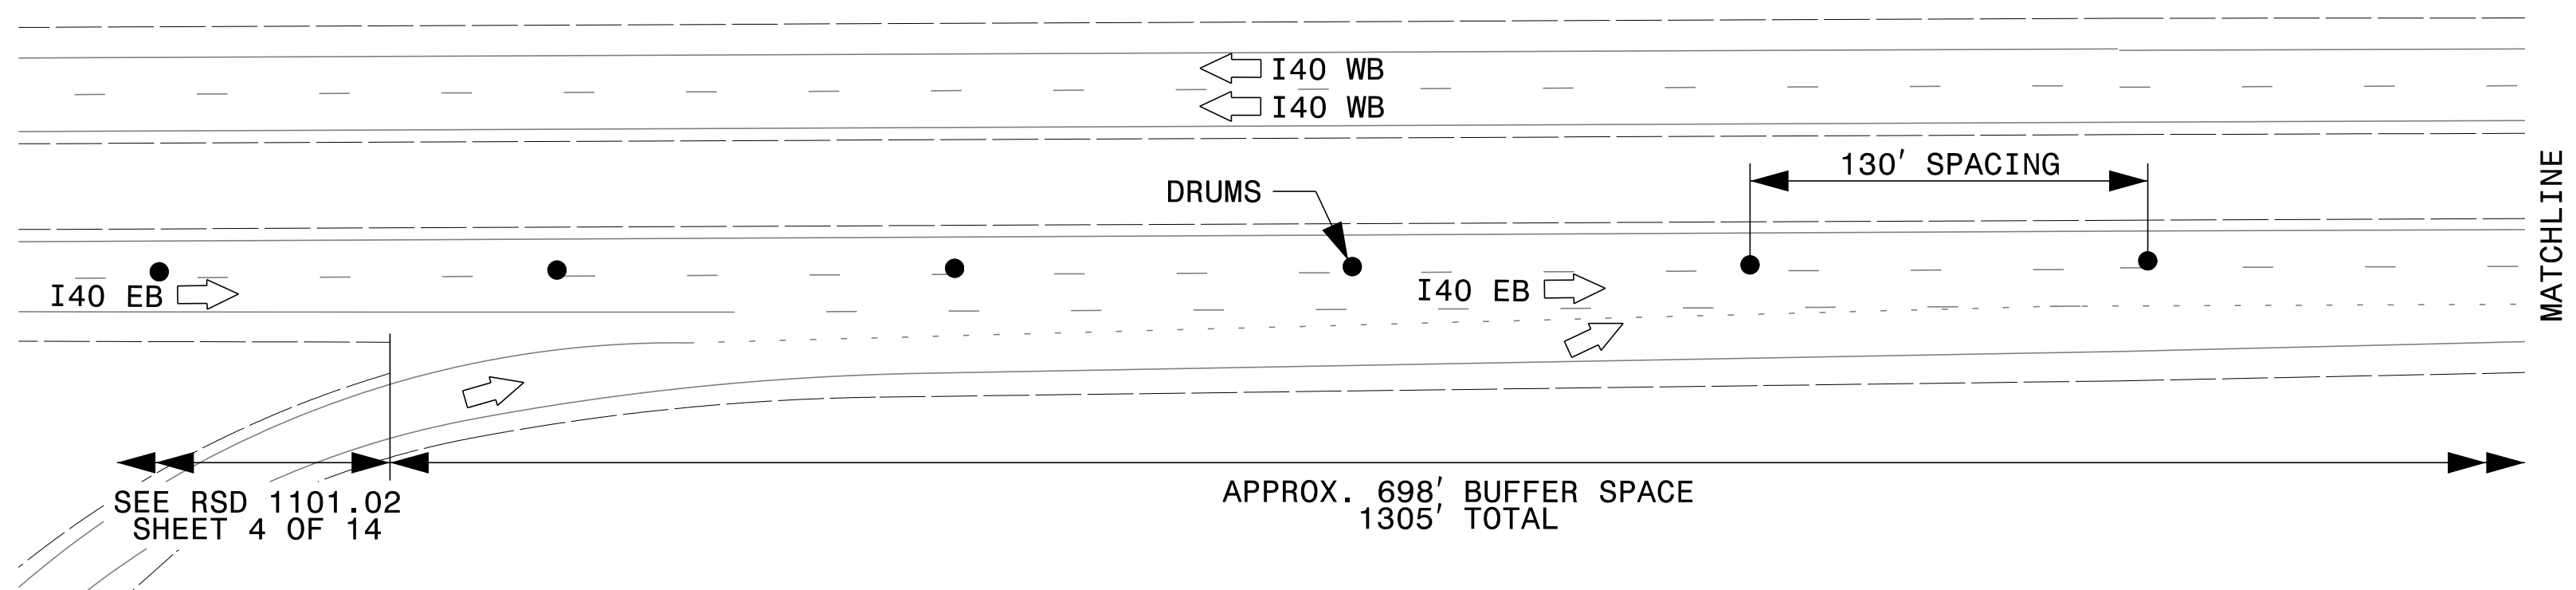 I40 WB
I40 WB
130' SPACING
DRUMS
MATCHLINE
I40 EB
I40 EB
SEE RSD 1101.02
SHEET 4 OF 14
APPROX. 698' BUFFER SPACE
1305' TOTAL